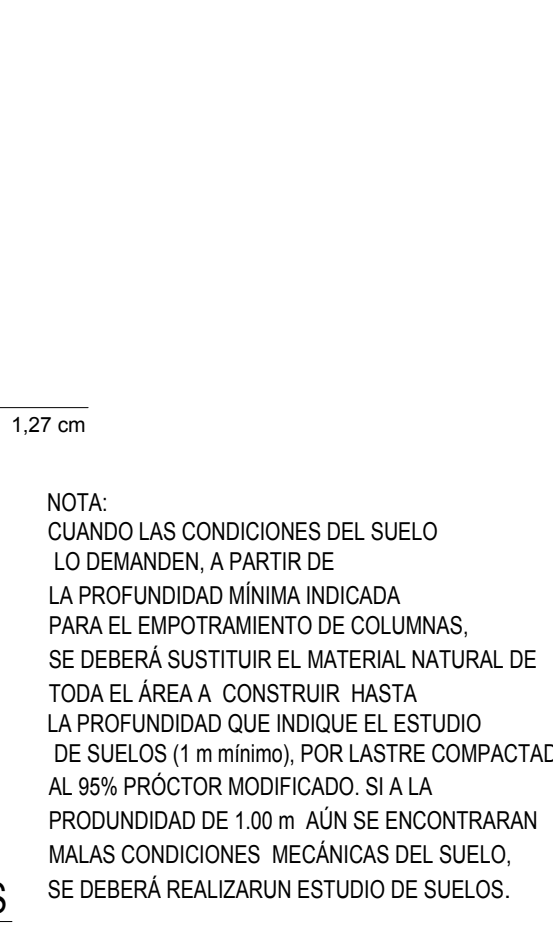 1,27 cm
NOTA:
CUANDO LAS CONDICIONES DEL SUELO
LO DEMANDEN, A PARTIR DE
LA PROFUNDIDAD MÍNIMA INDICADA
PARA EL EMPOTRAMIENTO DE COLUMNAS,
SE DEBERÁ SUSTITUIR EL MATERIAL NATURAL DE
TODA EL ÁREA A CONSTRUIR HASTA
LA PROFUNDIDAD QUE INDIQUE EL ESTUDIO
DE SUELOS (1 m mínimo), POR LASTRE COMPACTAD
AL 95% PRÓCTOR MODIFICADO. SI A LA
PRODUNDIDAD DE 1.00 m AÚN SE ENCONTRARAN
MALAS CONDICIONES MECÁNICAS DEL SUELO,
SE DEBERÁ REALIZARUN ESTUDIO DE SUELOS.